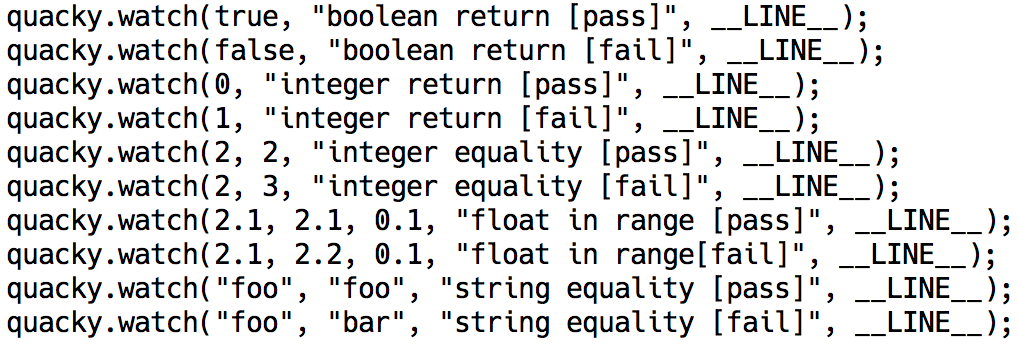 quacky.watch(true, "boolean return [pass]", __LINE__);
quacky.watch(false, "boolean return [fail]", __LINE__);
quacky.watch(0, "integer return [pass]", __LINE__);
quacky.watch(1, "integer return [fail]", __LINE__);
quacky.watch(2, 2, "integer equality [pass]", __LINE__);
quacky.watch(2, 3, "integer equality [fail]", __LINE__);
quacky.watch(2.1, 2.1, 0.1, "float in range [pass]", __LINE__);
quacky.watch(2.1, 2.2, 0.1, "float in range[fail]", __LINE__);
quacky.watch("foo", "foo", "string equality [pass]", __LINE__);
quacky.watch("foo", "bar", "string equality [fail]", __LINE__);